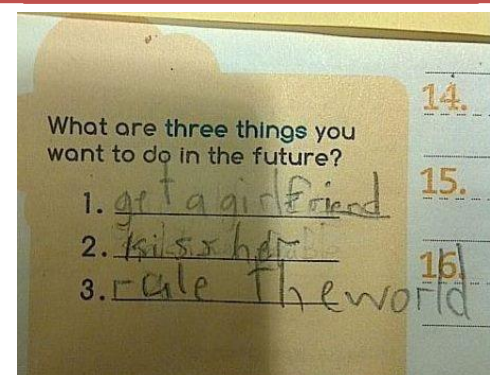 What are three things you
want to do in the future?
1. get a girlfriend
2. kissx her
3. rule the world
14.
15.
16.